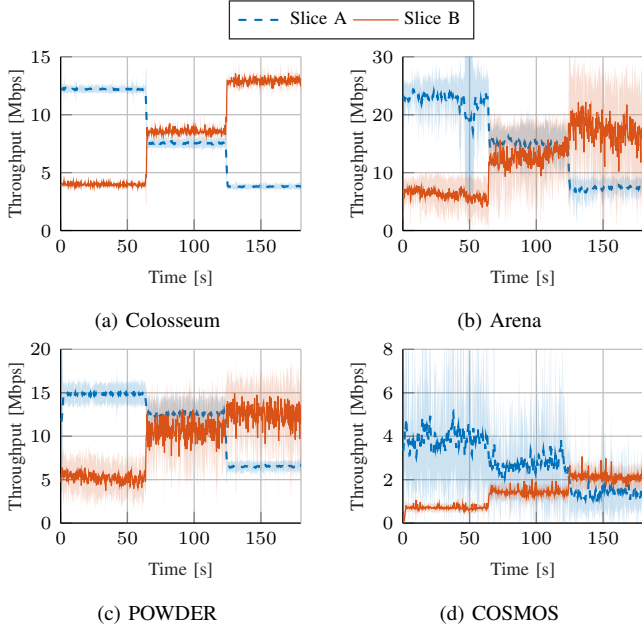 Slice A Slice B
15
10
5
0
0 50 100 150
Throughput [Mbps]
Time [s]
(a) Colosseum
30
20
10
0
0 50 100 150
Throughput [Mbps]
Time [s]
(b) Arena
20
15
10
5
0
0 50 100 150
Throughput [Mbps]
Time [s]
(c) POWDER
8
6
4
2
0
0 50 100 150
Throughput [Mbps]
Time [s]
(d) COSMOS